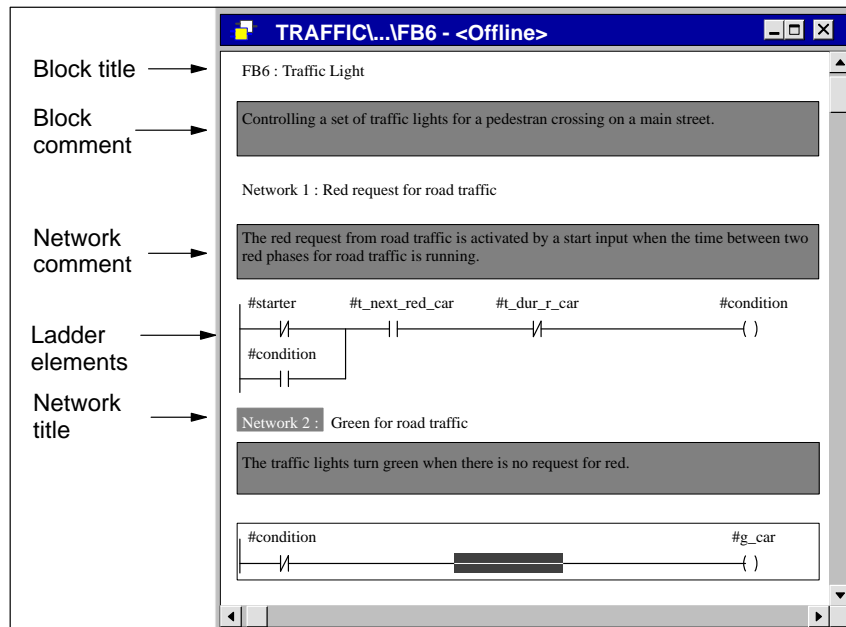 TRAFFIC\...\FB6 - <Offline>
Block title
FB6 : Traffic Light
Block
comment
Controlling a set of traffic lights for a pedestran crossing on a main street.
Network 1 : Red request for road traffic
Network
comment
The red request from road traffic is activated by a start input when the time between two
red phases for road traffic is running.
#starter #t_next_red_car #t_dur_r_car #condition
Ladder
elements
#condition
Network
title
Network 2 : Green for road traffic
The traffic lights turn green when there is no request for red.
#condition #g_car